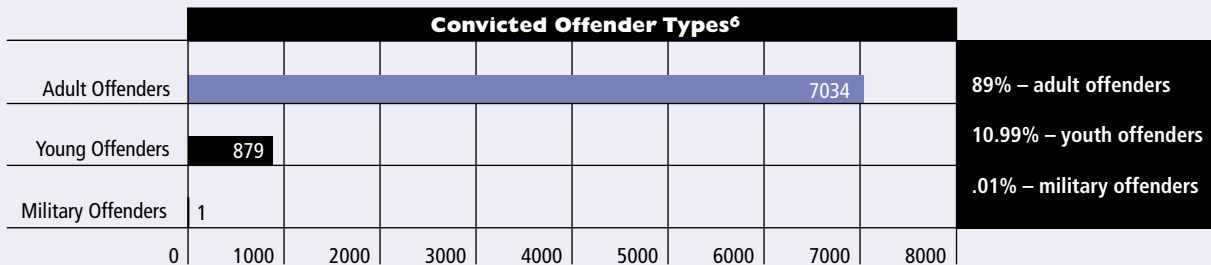 Convicted Offender Types6
Adult Offenders 7034
89% – adult offenders
Young Offenders 879
10.99% – youth offenders
Military Offenders 1
.01% – military offenders
0 1000 2000 3000 4000 5000 6000 7000 8000